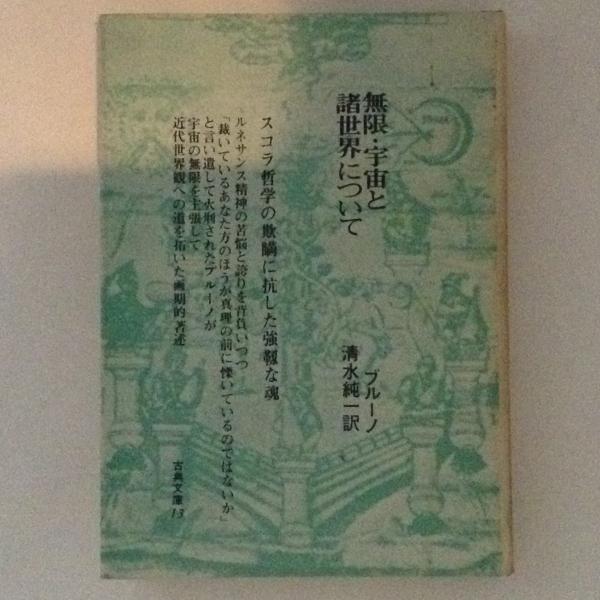 無限・宇宙と
諸世界について
ブルーノ
清水純一訳
スコラ哲学の欺瞞に抗した強靱な魂
ルネサンス精神の苦悩と誇りを背負いつつ
「裁いているあなた方のほうが真理の前に慄いているのではないか」
と言い遺して火刑されたブルーノが
宇宙の無限を主張して
近代世界観への道を拓いた画期的著述
古典文庫13